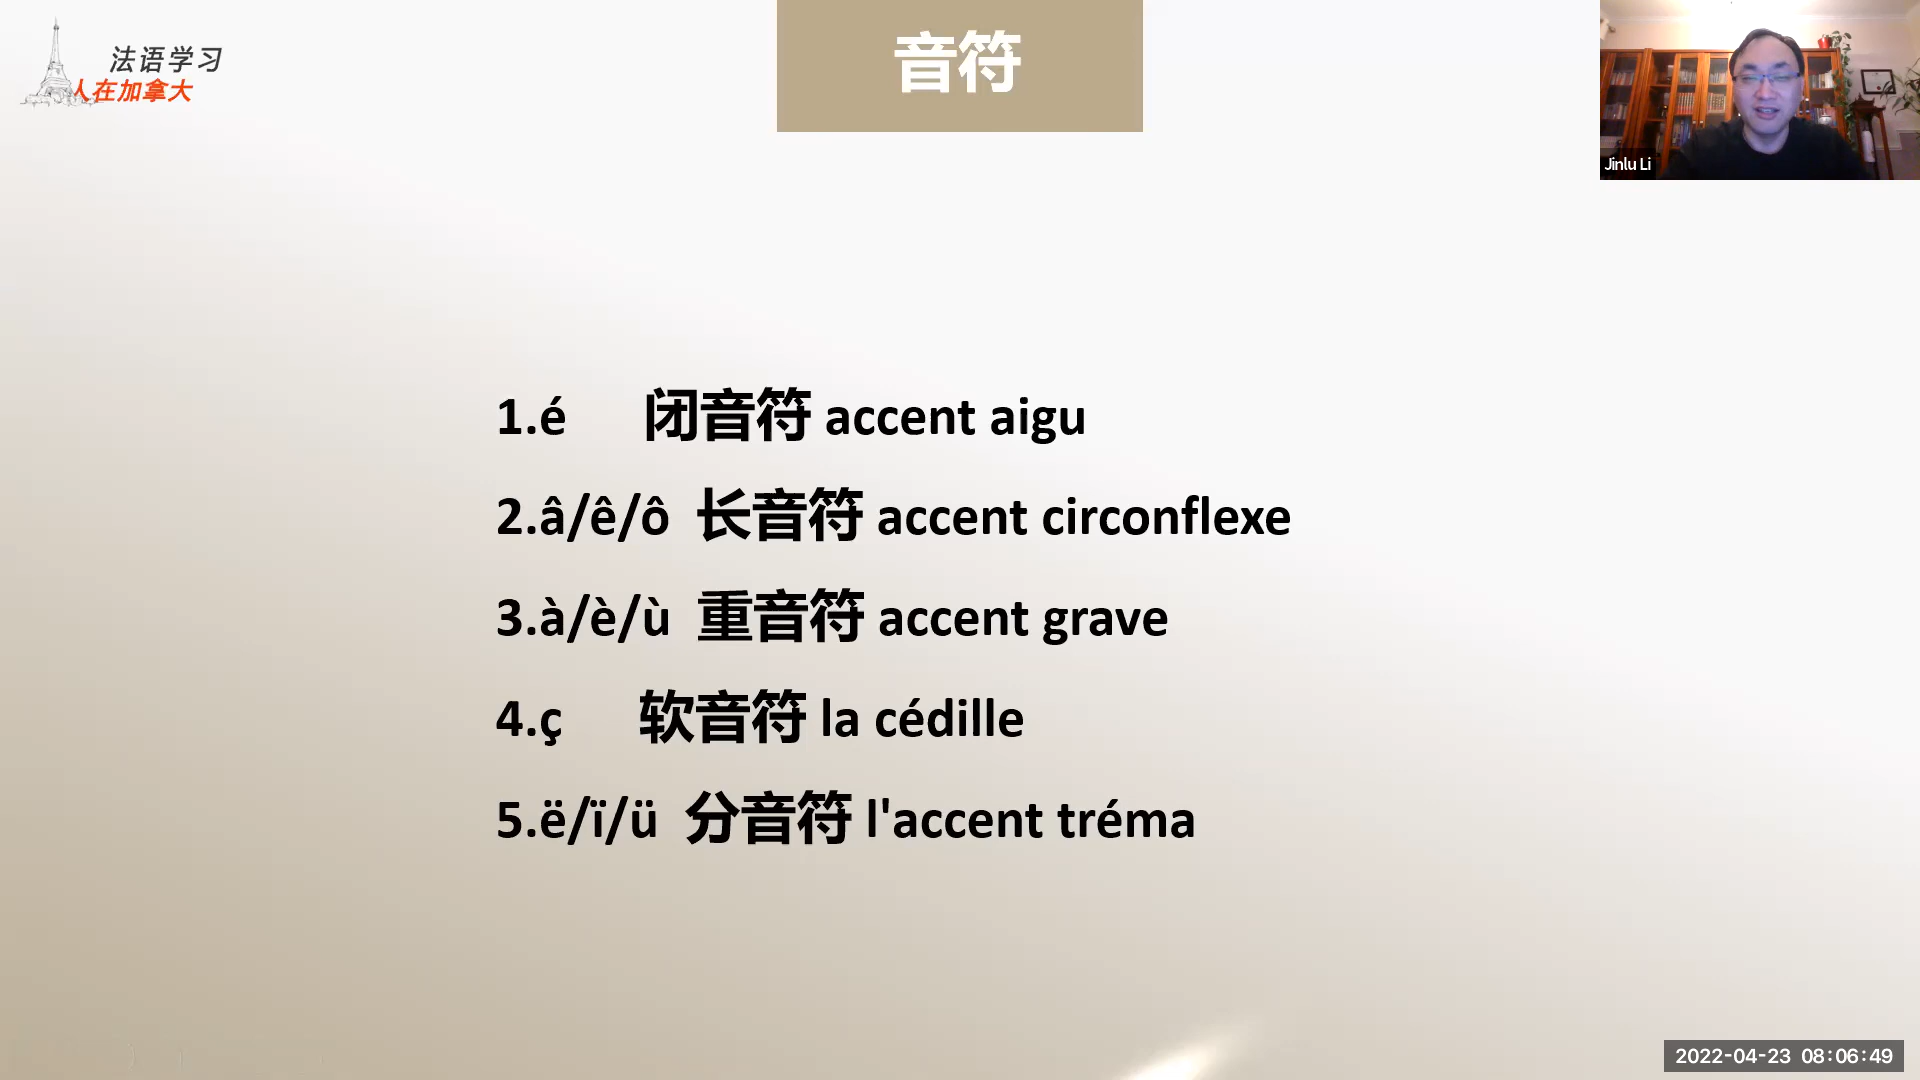 法语学习
人在加拿大
音符
Jinlu Li
1.é 闭音符 accent aigu
2.â/ê/ô 长音符 accent circonflexe
3.à/è/ù 重音符 accent grave
4.ç 软音符 la cédille
5.ë/ï/ü 分音符 l'accent tréma
2022-04-23 08:06:49